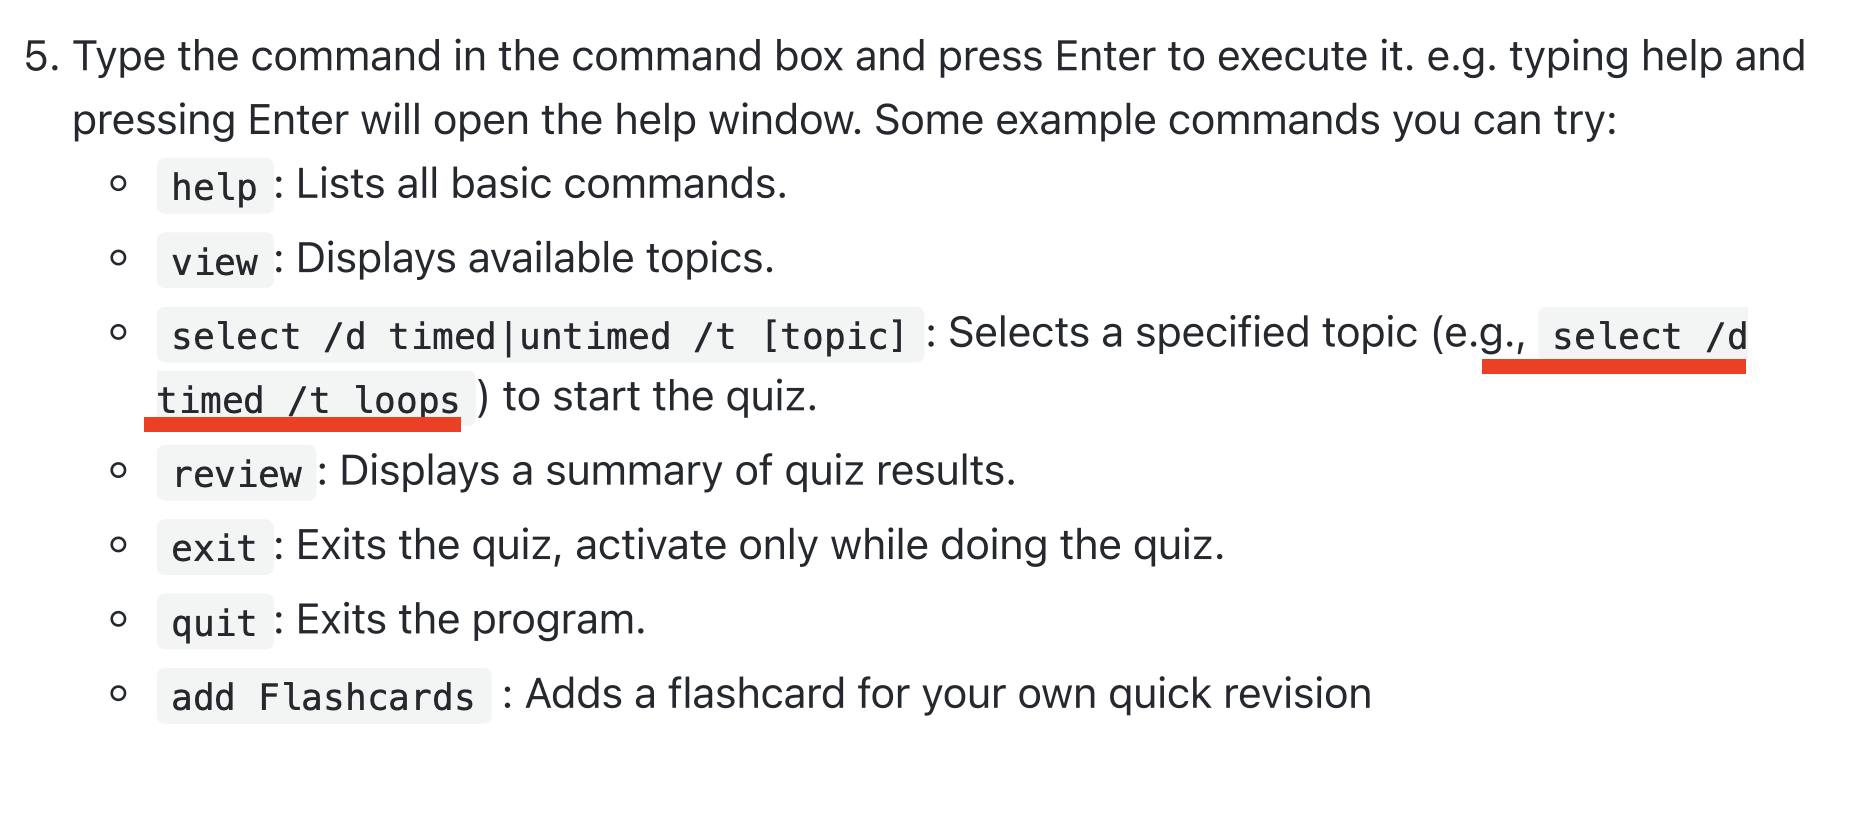 5. Type the command in the command box and press Enter to execute it. e.g. typing help and
pressing Enter will open the help window. Some example commands you can try:
help : Lists all basic commands.
view : Displays available topics.
select /d timed|untimed /t [topic] : Selects a specified topic (e.g., select /d
timed /t loops ) to start the quiz.
review : Displays a summary of quiz results.
exit : Exits the quiz, activate only while doing the quiz.
quit : Exits the program.
add Flashcards : Adds a flashcard for your own quick revision